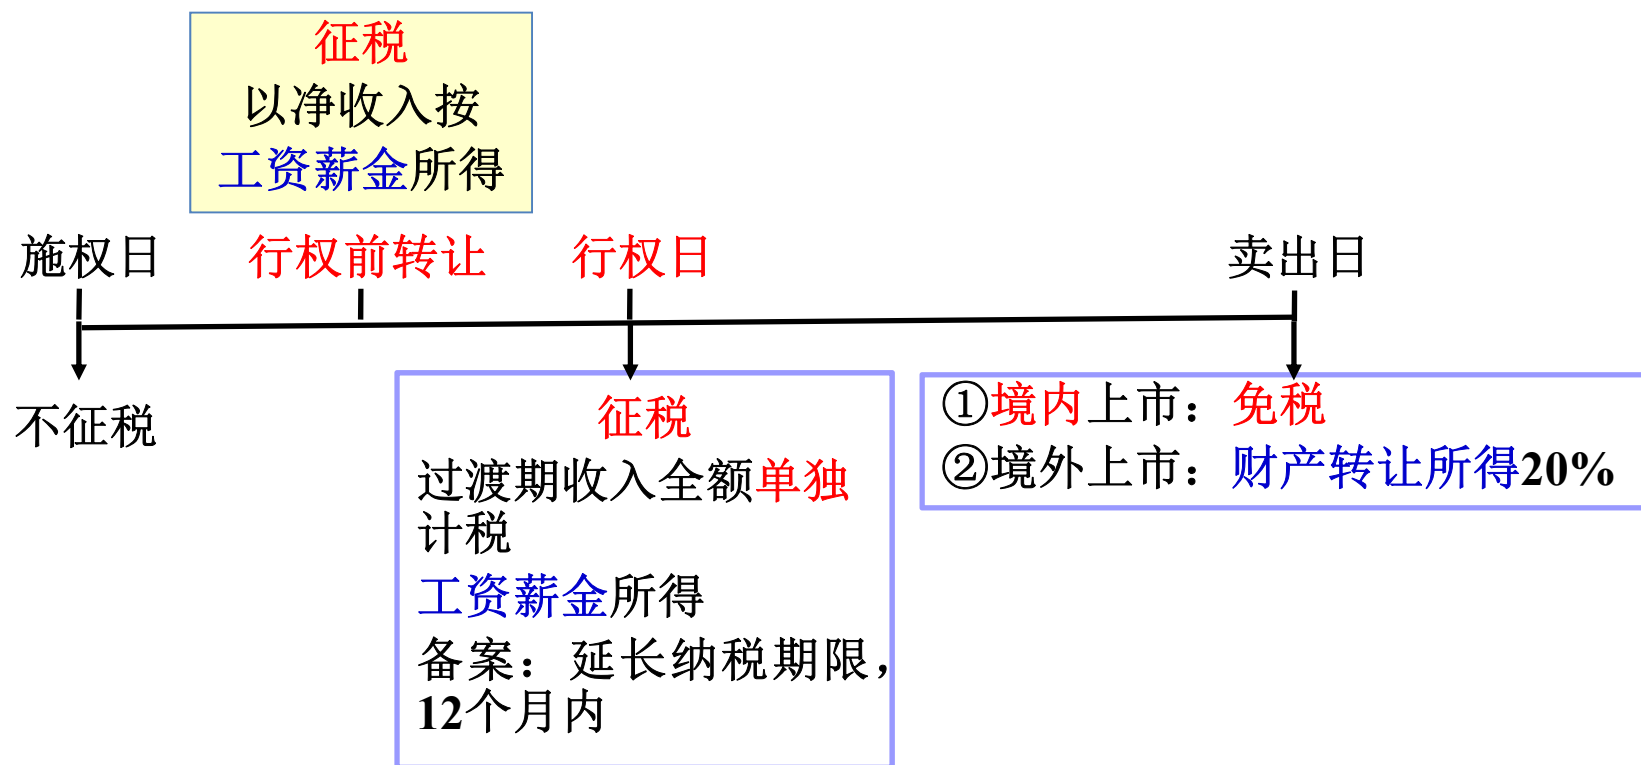 征税
以净收入按
工资薪金所得
施权日
行权前转让
行权日
卖出日
不征税
征税
过渡期收入全额单独
计税
工资薪金所得
备案：延长纳税期限，
12个月内
①境内上市：免税
②境外上市：财产转让所得20%